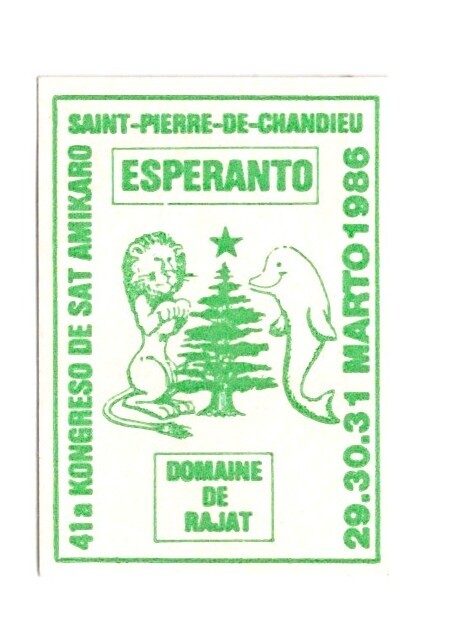 SAINT-PIERRE-DE-CHANDIEU
ESPERANTO
41a KONGRESO DE SAT AMIKARO
29.30.31 MARTO 1986
DOMAINE
DE
RAJAT